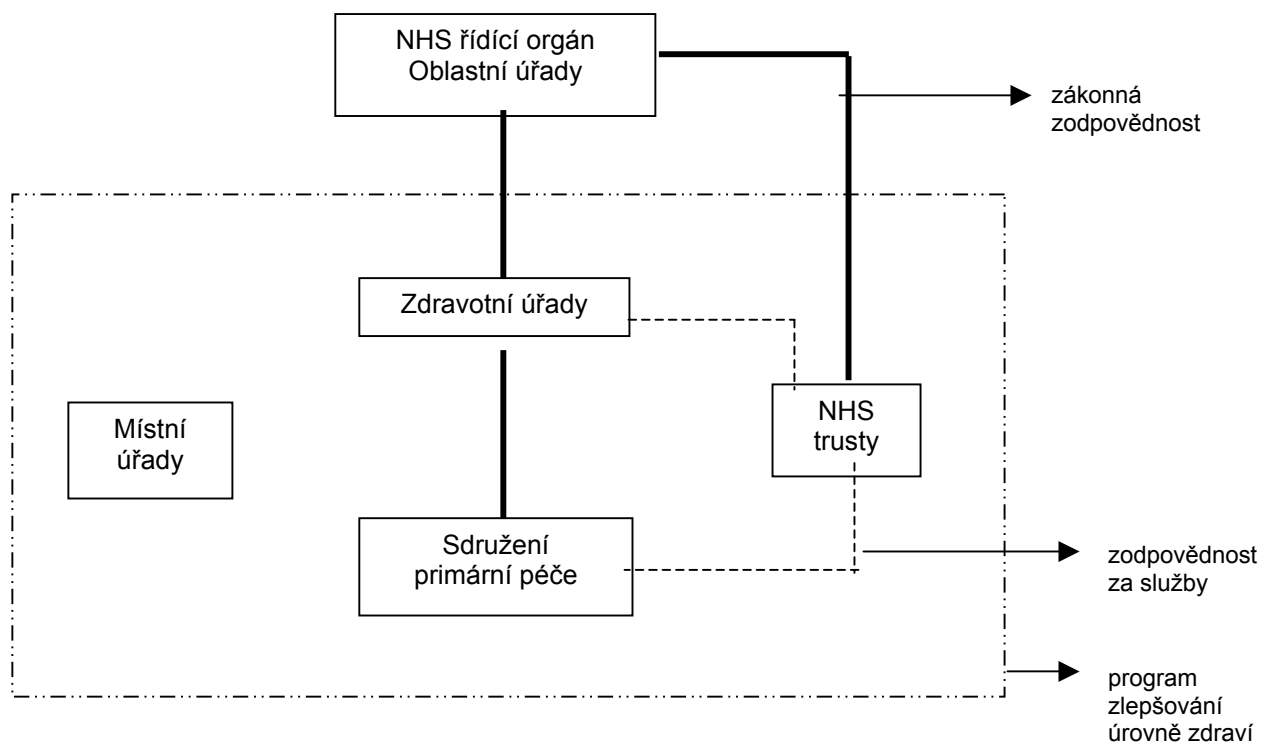 NHS řídící orgán
Oblastní úřady
zákonná
zodpovědnost
Zdravotní úřady
NHS
trusty
Místní
úřady
Sdružení
primární péče
zodpovědnost
za služby
program
zlepšování
úrovně zdraví